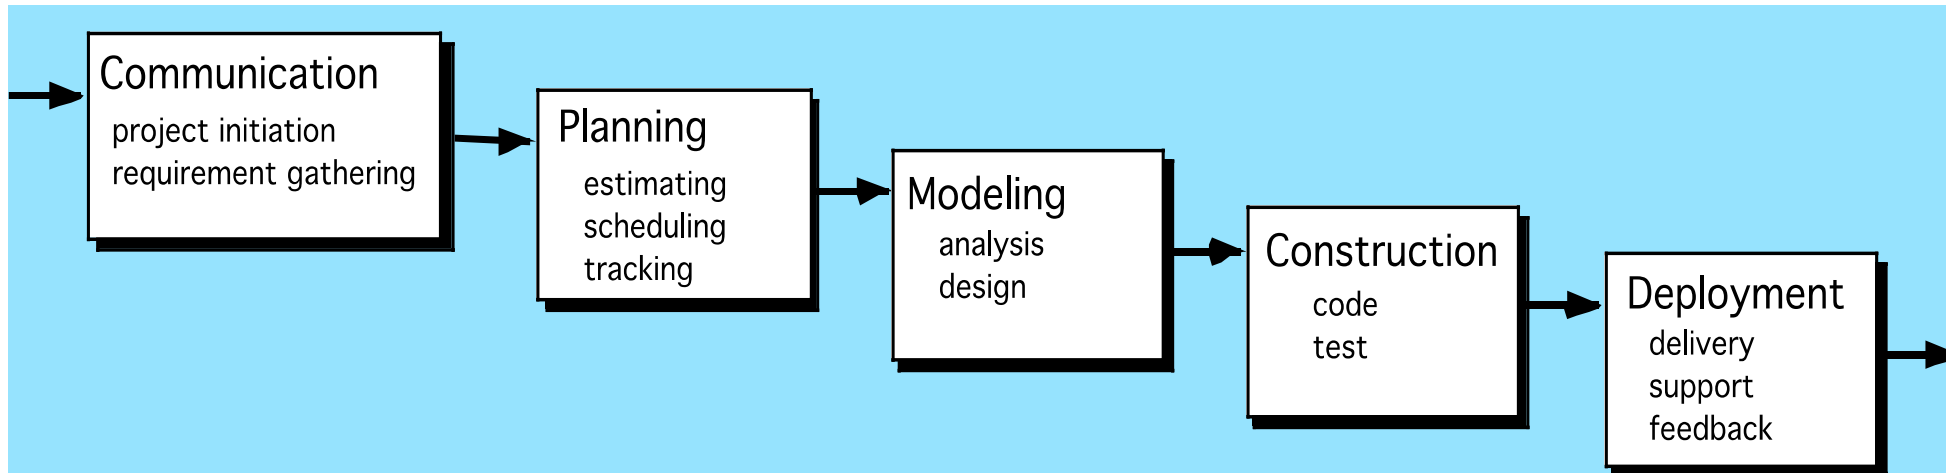 Communication
project initiation
requirement gathering
Planning
estimating
scheduling
tracking
Modeling
analysis
design
Construction
code
test
Deployment
delivery
support
feedback